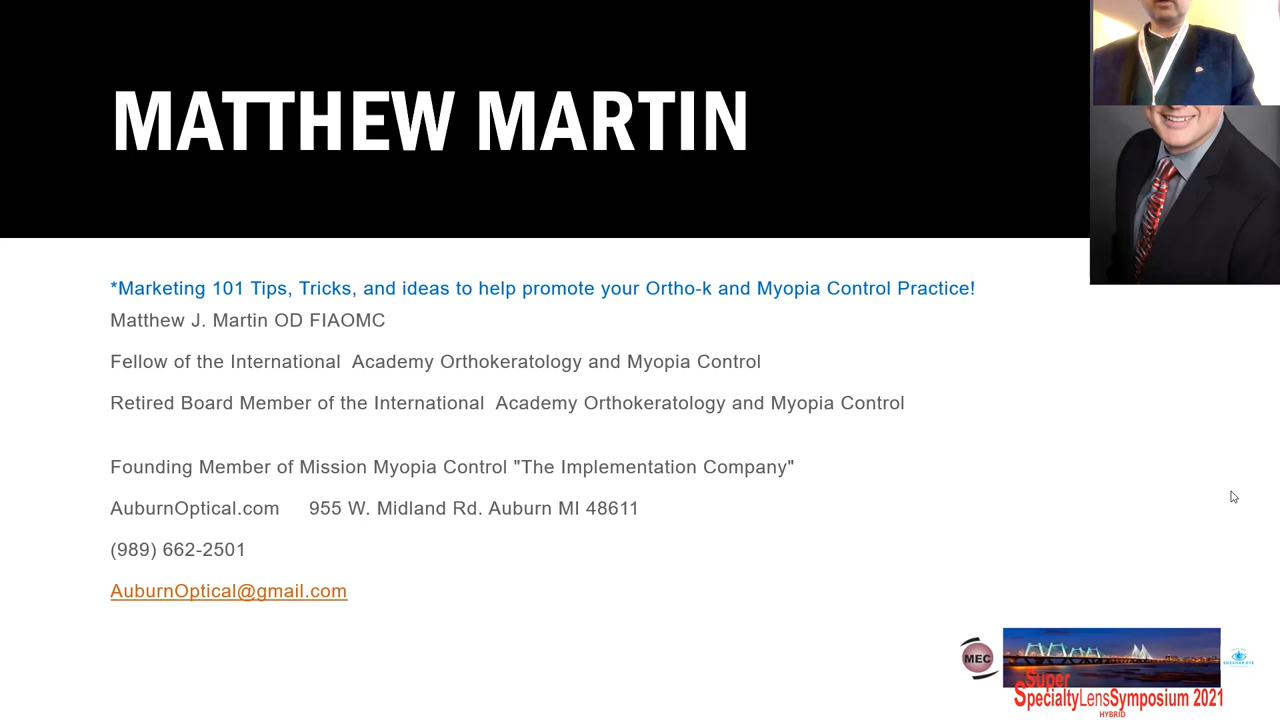 MATTHEW MARTIN
*Marketing 101 Tips, Tricks, and ideas to help promote your Ortho-k and Myopia Control Practice!
Matthew J. Martin OD FIAOMC
Fellow of the International  Academy Orthokeratology and Myopia Control
Retired Board Member of the International  Academy Orthokeratology and Myopia Control
Founding Member of Mission Myopia Control "The Implementation Company"
AuburnOptical.com     955 W. Midland Rd. Auburn MI 48611
(989) 662-2501
AuburnOptical@gmail.com
MEC
SHEKHAR EYE
Super
SpecialtyLensSymposium 2021
HYBRID